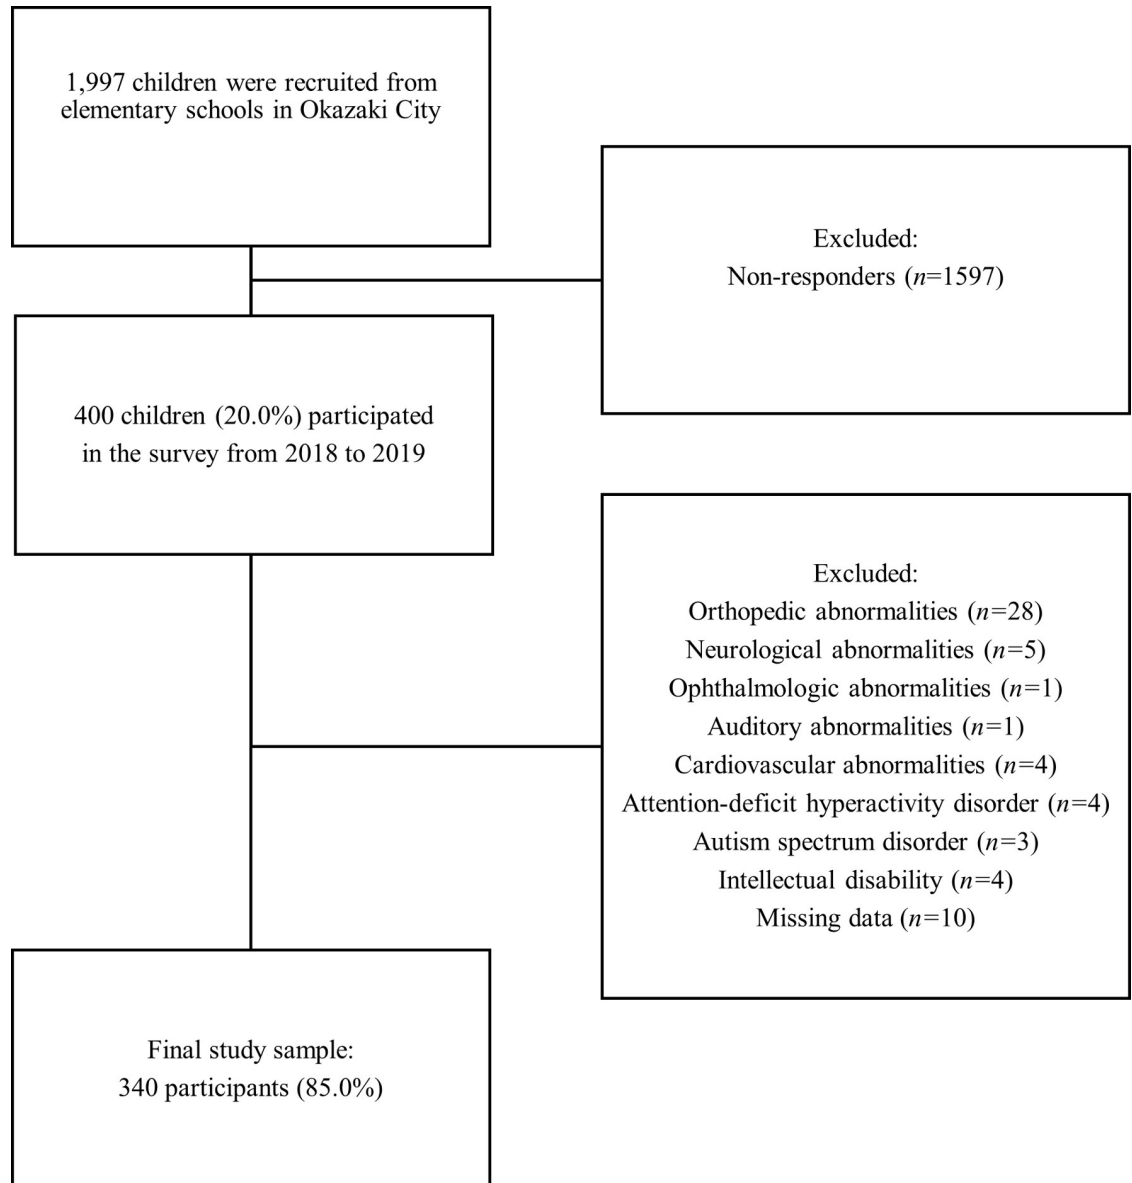 1,997 children were recruited from
elementary schools in Okazaki City
Excluded:
Non-responders (n=1597)
400 children (20.0%) participated
in the survey from 2018 to 2019
Excluded:
Orthopedic abnormalities (n=28)
Neurological abnormalities (n=5)
Ophthalmologic abnormalities (n=1)
Auditory abnormalities (n=1)
Cardiovascular abnormalities (n=4)
Attention-deficit hyperactivity disorder (n=4)
Autism spectrum disorder (n=3)
Intellectual disability (n=4)
Missing data (n=10)
Final study sample:
340 participants (85.0%)